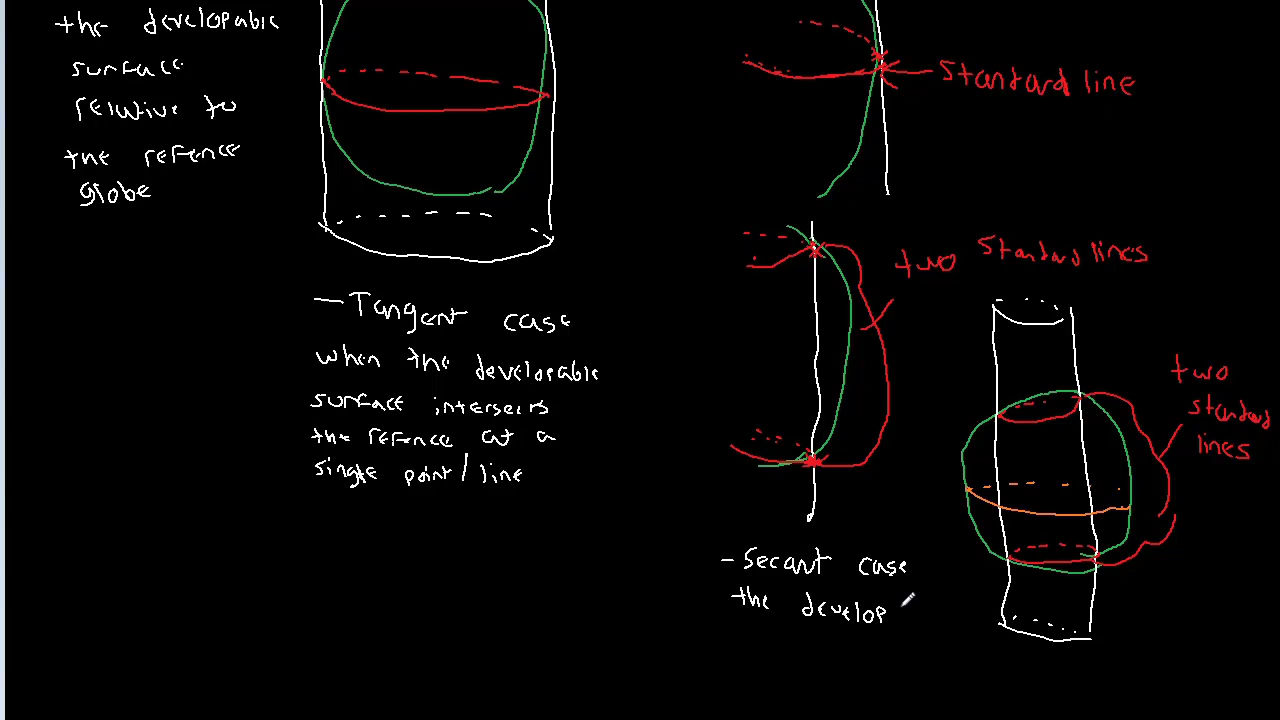 the developable
surface
relative to
the refence
globe
Standard line
two Standard lines
two
standard
lines
- Tangent case
when the developable
surface intersects
the refence at a
single point/line
- Secant case
the develop